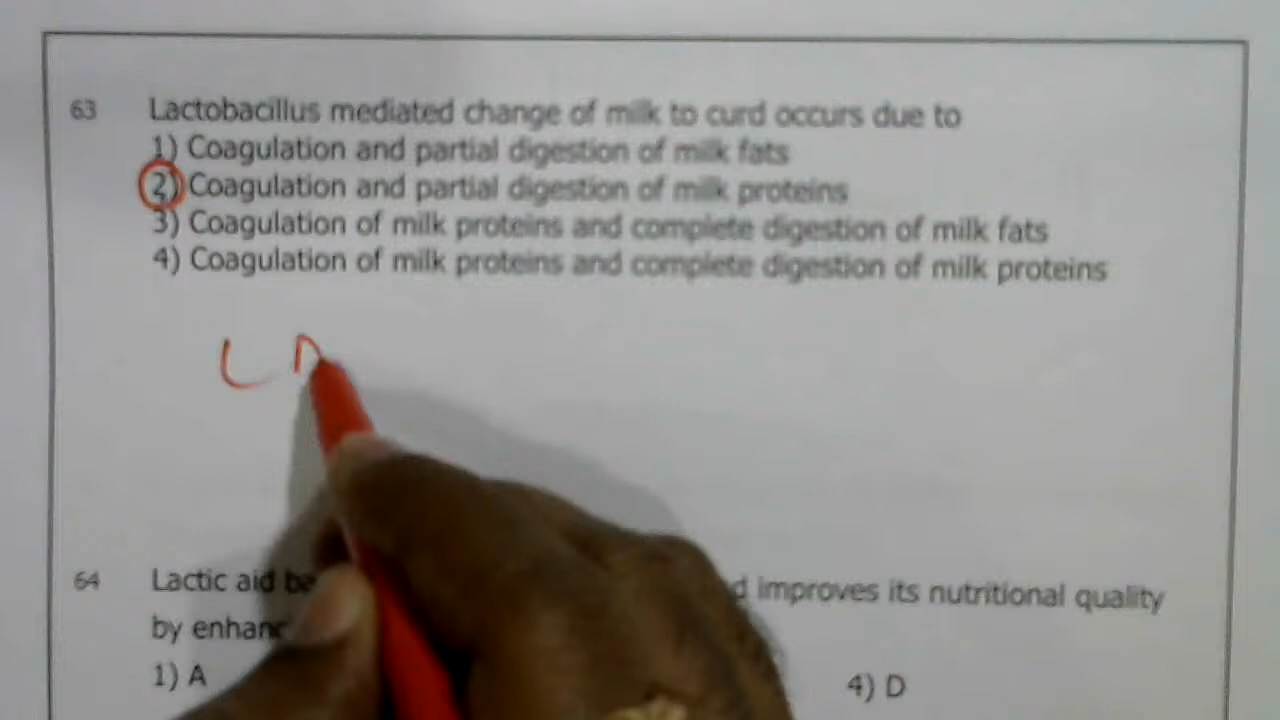 63 Lactobacillus mediated change of milk to curd occurs due to
1) Coagulation and partial digestion of milk fats
2) Coagulation and partial digestion of milk proteins
3) Coagulation of milk proteins and complete digestion of milk fats
4) Coagulation of milk proteins and complete digestion of milk proteins
L
64 Lactic aid improves its nutritional quality
by
1) A 4) D